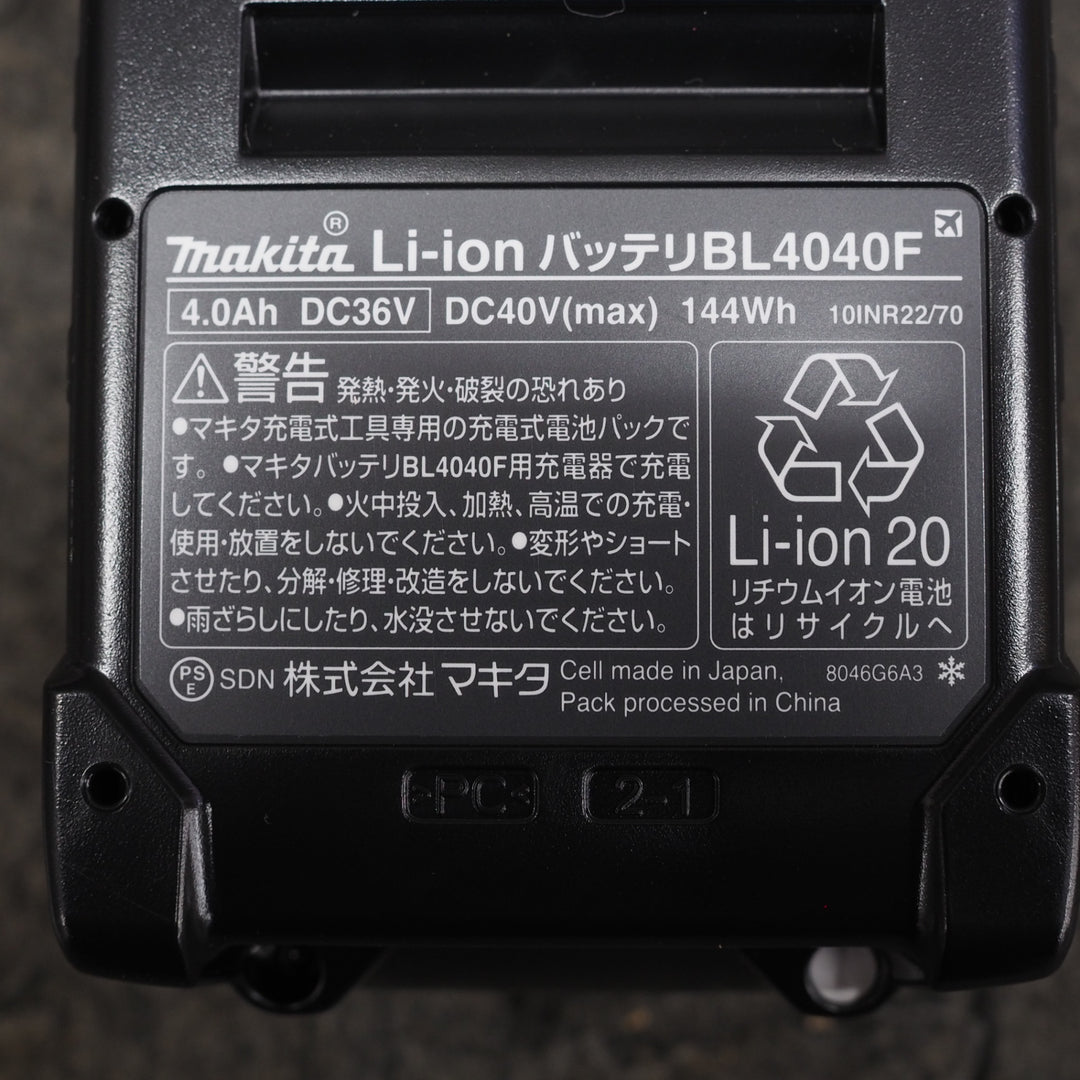 makita® Li-ion バッテリBL4040F
4.0Ah DC36V DC40V(max) 144Wh 10INR22/70
警告 発熱・発火・破裂の恐れあり
●マキタ充電式工具専用の充電式電池パックで
す。●マキタバッテリBL4040F用充電器で充電
してください。●火中投入、加熱、高温での充電・
使用・放置をしないでください。●変形やショート
させたり、分解・修理・改造をしないでください。
●雨ざらしにしたり、水没させないでください。
Li-ion 20
リチウムイオン電池
はリサイクルへ
PSE SDN 株式会社 マキタ Cell made in Japan, 8046G6A3
Pack processed in China
>PC< 2-1